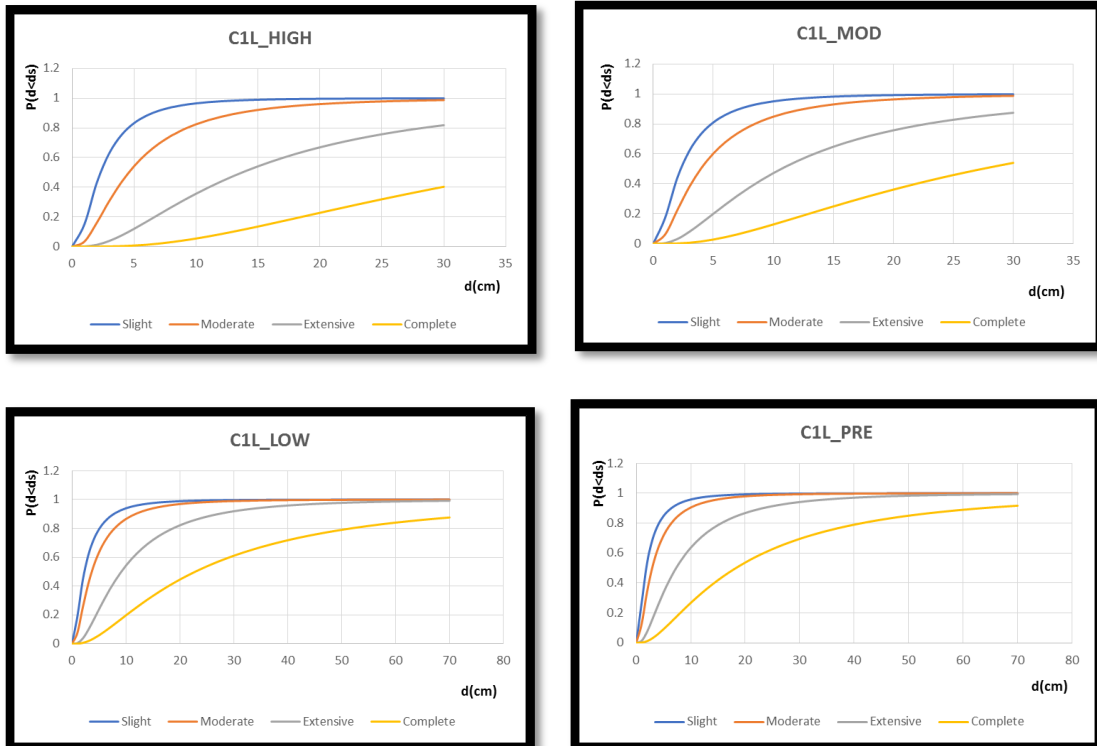 C1L_HIGH
P(d<ds)
1.2
1
0.8
0.6
0.4
0.2
0
0 5 10 15 20 25 30 35
d(cm)
Slight Moderate Extensive Complete
C1L_MOD
P(d<ds)
1.2
1
0.8
0.6
0.4
0.2
0
0 5 10 15 20 25 30 35
d(cm)
Slight Moderate Extensive Complete
C1L_LOW
P(d<ds)
1.2
1
0.8
0.6
0.4
0.2
0
0 10 20 30 40 50 60 70 80
d(cm)
Slight Moderate Extensive Complete
C1L_PRE
P(d<ds)
1.2
1
0.8
0.6
0.4
0.2
0
0 10 20 30 40 50 60 70 80
d(cm)
Slight Moderate Extensive Complete